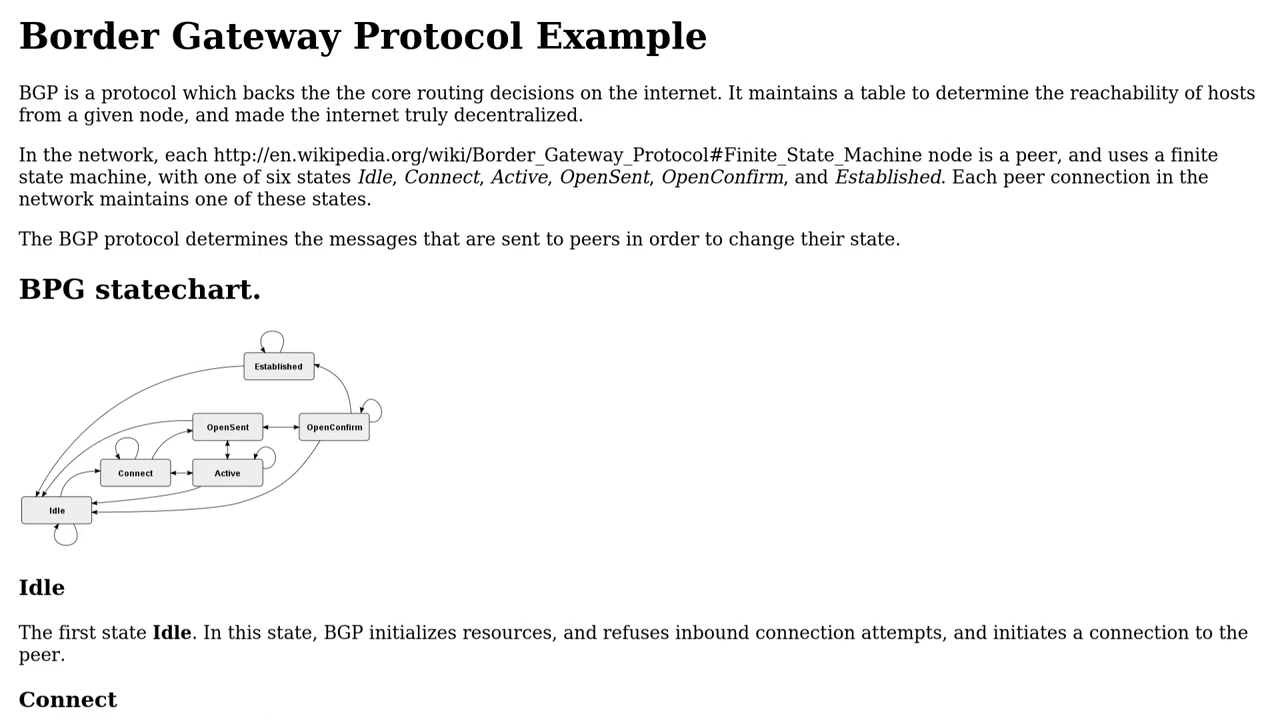 Border Gateway Protocol Example
BGP is a protocol which backs the the core routing decisions on the internet. It maintains a table to determine the reachability of hosts
from a given node, and made the internet truly decentralized.
In the network, each http://en.wikipedia.org/wiki/Border_Gateway_Protocol#Finite_State_Machine node is a peer, and uses a finite
state machine, with one of six states Idle, Connect, Active, OpenSent, OpenConfirm, and Established. Each peer connection in the
network maintains one of these states.
The BGP protocol determines the messages that are sent to peers in order to change their state.
BPG statechart.
Established
OpenSent
OpenConfirm
Connect
Active
Idle
Idle
The first state Idle. In this state, BGP initializes resources, and refuses inbound connection attempts, and initiates a connection to the
peer.
Connect